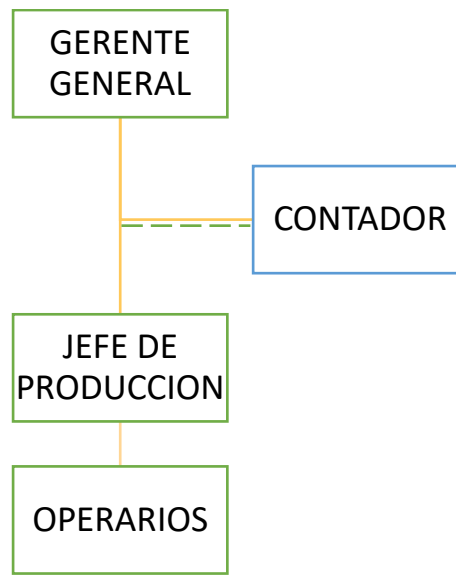 GERENTE
GENERAL
CONTADOR
JEFE DE
PRODUCCION
OPERARIOS